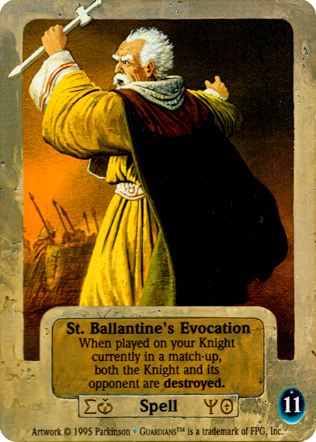 St. Ballantine's Evocation
When played on your Knight
currently in a match-up,
both the Knight and its
opponent are destroyed.
Spell
11
Artwork © 1995 Parkinson • GUARDIANS™ is a trademark of FPG, Inc.